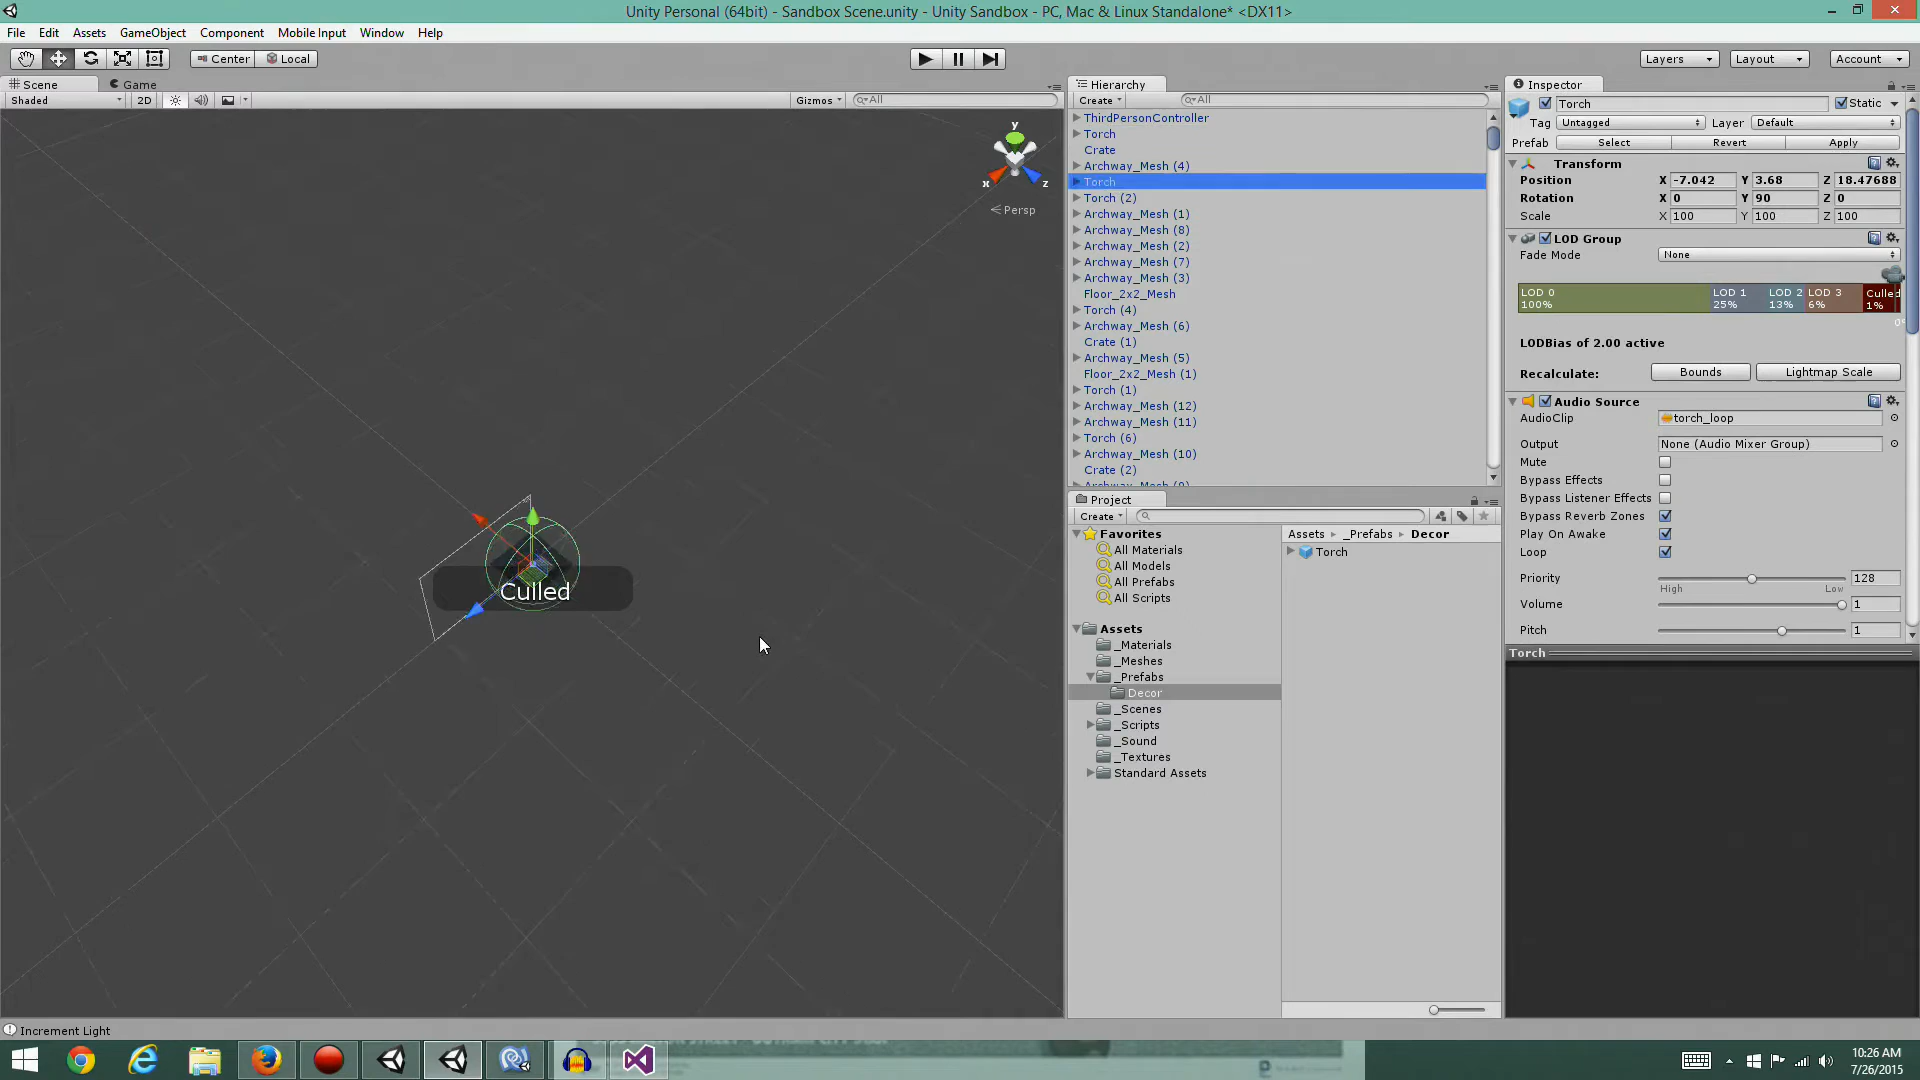 Unity Personal (64bit) - Sandbox Scene.unity - Unity Sandbox - PC, Mac & Linux Standalone* <DX11>
File Edit Assets GameObject Component Mobile Input Window Help
Center Local Layers Layout Account
Scene Game
Shaded 2D Gizmos All
y
x
z
Persp
Culled
Hierarchy
Create All
ThirdPersonController
Torch
Crate
Archway_Mesh (4)
Torch
Torch (2)
Archway_Mesh (1)
Archway_Mesh (8)
Archway_Mesh (2)
Archway_Mesh (7)
Archway_Mesh (3)
Floor_2x2_Mesh
Torch (4)
Archway_Mesh (6)
Crate (1)
Archway_Mesh (5)
Floor_2x2_Mesh (1)
Torch (1)
Archway_Mesh (12)
Archway_Mesh (11)
Torch (6)
Archway_Mesh (10)
Crate (2)
Project
Create
Favorites
All Materials
All Models
All Prefabs
All Scripts
Assets
_Materials
_Meshes
_Prefabs
Decor
_Scenes
_Scripts
_Sound
_Textures
Standard Assets
Assets _Prefabs Decor
Torch
Inspector
Torch Static
Tag Untagged Layer Default
Prefab Select Revert Apply
Transform
Position X -7.042 Y 3.68 Z 18.47688
Rotation X 0 Y 90 Z 0
Scale X 100 Y 100 Z 100
LOD Group
Fade Mode None
LOD 0 LOD 1 LOD 2 LOD 3 Culled
100% 25% 13% 6% 1%
LODBias of 2.00 active
Recalculate: Bounds Lightmap Scale
Audio Source
AudioClip torch_loop
Output None (Audio Mixer Group)
Mute
Bypass Effects
Bypass Listener Effects
Bypass Reverb Zones
Play On Awake
Loop
Priority 128
High Low
Volume 1
Pitch 1
Torch
Increment Light
10:26 AM
7/26/2015